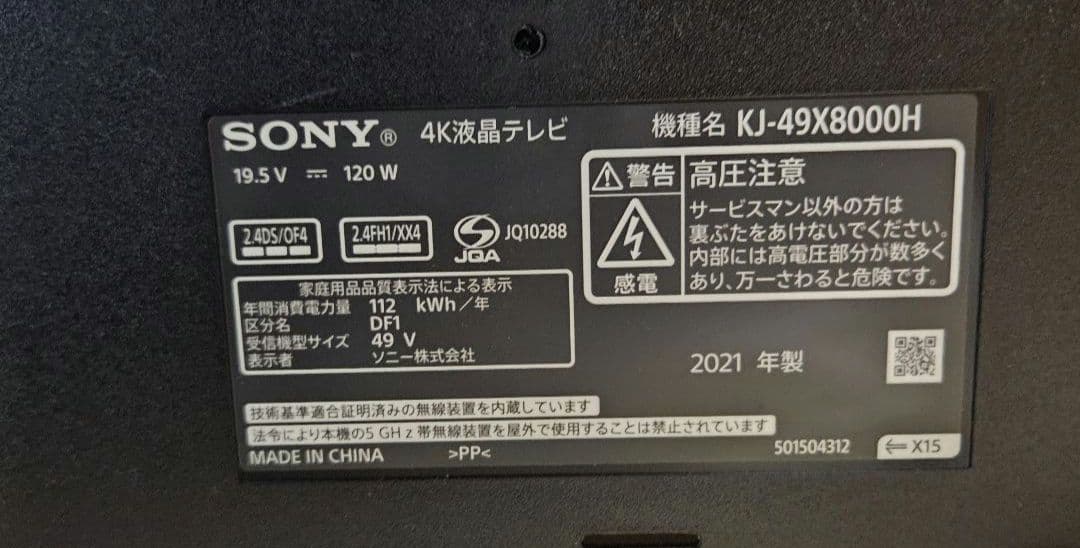 SONY® 4K液晶テレビ 機種名 KJ-49X8000H
19.5 V ⎓ 120 W
2.4DS/OF4 2.4FH1/XX4 JQA JQ10288
家庭用品品質表示法による表示
年間消費電力量 112 kWh/年
区分名 DF1
受信機型サイズ 49 V
表示者 ソニー株式会社
⚠警告 高圧注意
感電
サービスマン以外の方は
裏ぶたをあけないでください。
内部には高電圧部分が数多く
あり、万一さわると危険です。
2021 年製
技術基準適合証明済みの無線装置を内蔵しています
法令により本機の5 GHz 帯無線装置を屋外で使用することは禁止されています
MADE IN CHINA >PP< 501504312 ⇐ X15